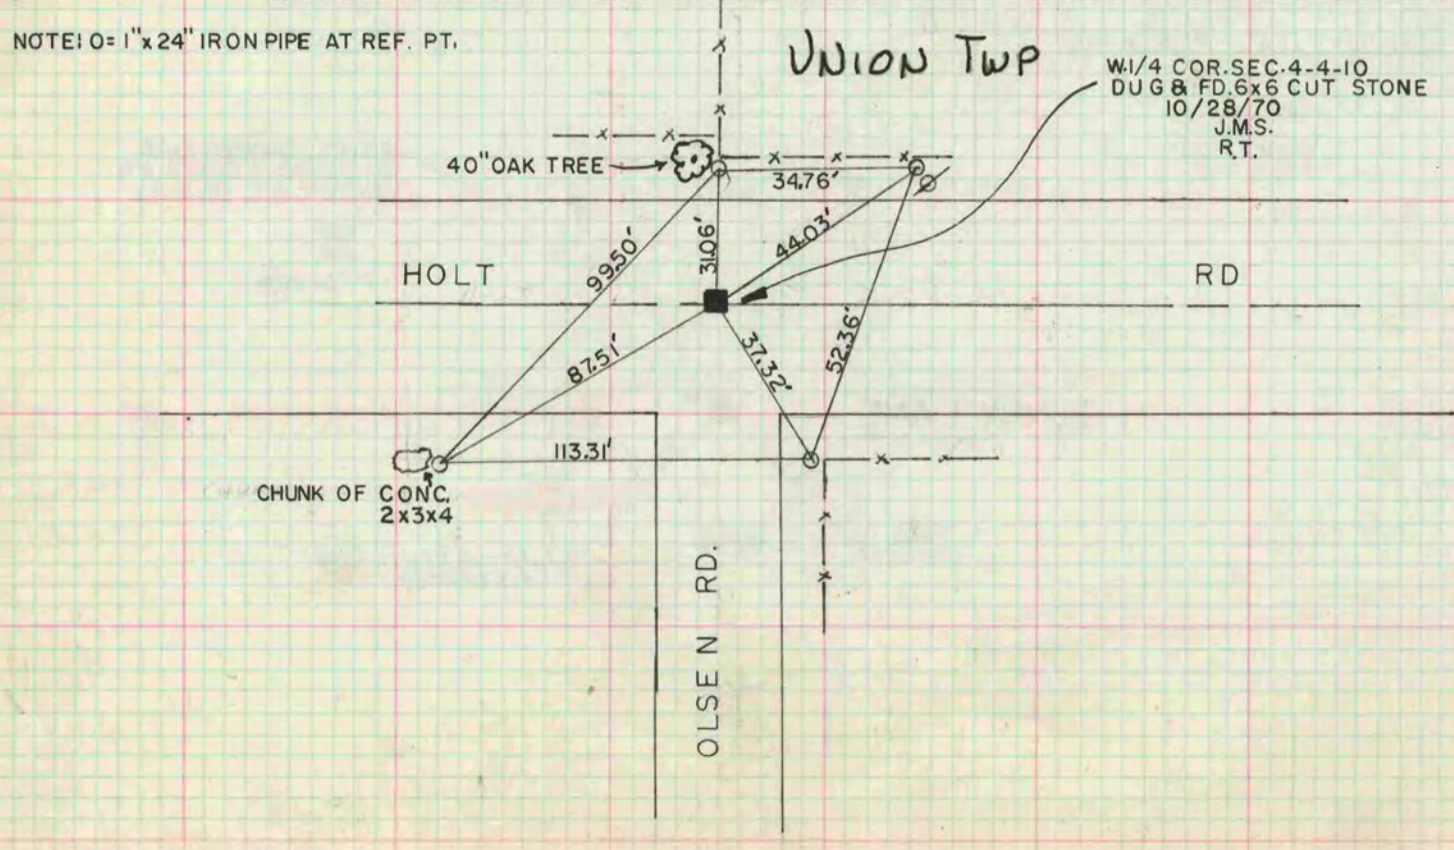 NOTE: O = 1"x 24" IRON PIPE AT REF. PT.
UNION TWP
W.1/4 COR. SEC. 4-4-10
DUG & FD. 6x6 CUT STONE
10/28/70
J.M.S.
R.T.
40" OAK TREE
34.76'
31.06'
44.03'
99.50'
HOLT RD
87.51'
37.32'
52.36'
113.31'
CHUNK OF CONC.
2x3x4
OLSEN RD.